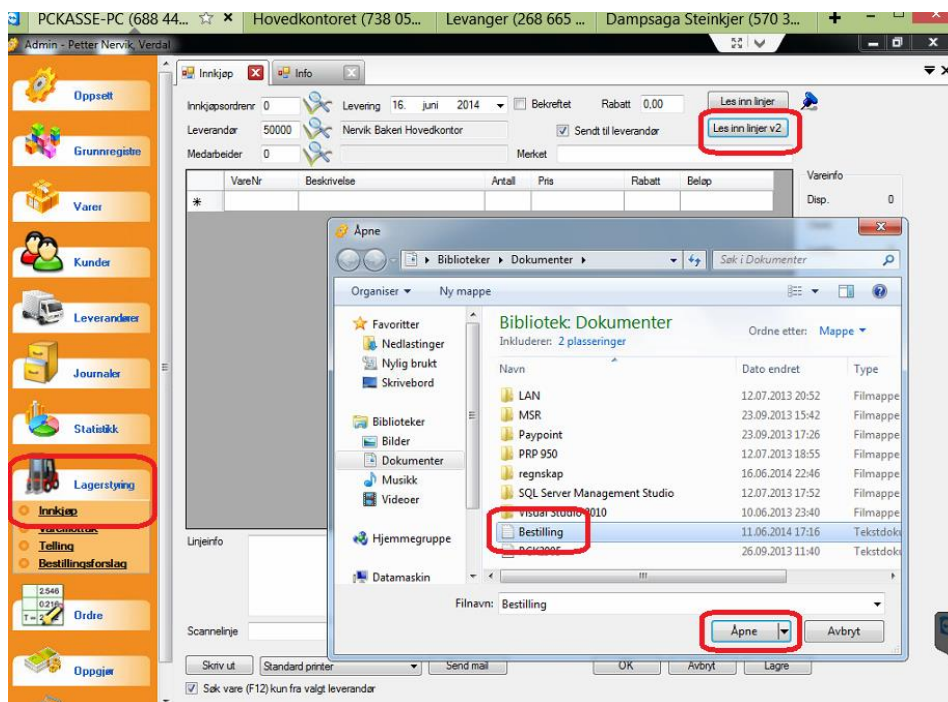 PCKASSE-PC (688 44... Hovedkontoret (738 05... Levanger (268 665 ... Dampsaga Steinkjer (570 3...
Admin - Petter Nervik, Verdal
Innkjøp Info
Oppsett
Grunnregistre
Varer
Kunder
Leverandører
Journaler
Statistikk
Lagerstyring
Innkjøp
Varemottak
Telling
Bestillingsforslag
Ordre
Oppgjør
Innkjøpsordrenr 0 Levering 16. juni 2014 Bekreftet Rabatt 0,00 Les inn linjer
Leverandør 50000 Nervik Bakeri Hovedkontor Sendt til leverandør Les inn linjer v2
Medarbeider 0 Merket
VareNr Beskrivelse Antall Pris Rabatt Beløp Vareinfo
* Disp. 0
Åpne
Biblioteker Dokumenter Søk i Dokumenter
Organiser Ny mappe
Favoritter
Nedlastinger
Nylig brukt
Skrivebord
Biblioteker
Bilder
Dokumenter
Musikk
Videoer
Hjemmegruppe
Datamaskin
Bibliotek: Dokumenter Ordne etter: Mappe
Inkluderer: 2 plasseringer
Navn Dato endret Type
LAN 12.07.2013 20:52 Filmappe
MSR 23.09.2013 15:42 Filmappe
Paypoint 23.09.2013 17:26 Filmappe
PRP 950 12.07.2013 18:55 Filmappe
regnskap 16.06.2014 22:46 Filmappe
SQL Server Management Studio 12.07.2013 17:52 Filmappe
Visual Studio 2010 10.06.2013 23:40 Filmappe
Bestilling 11.06.2014 17:16 Tekstdoku
26.09.2013 11:40 Tekstdoku
Filnavn: Bestilling
Åpne Avbryt
Linjeinfo
Scannelinje
Skriv ut Standard printer Send mail OK Avbryt Lagre
Søk vare (F12) kun fra valgt leverandør